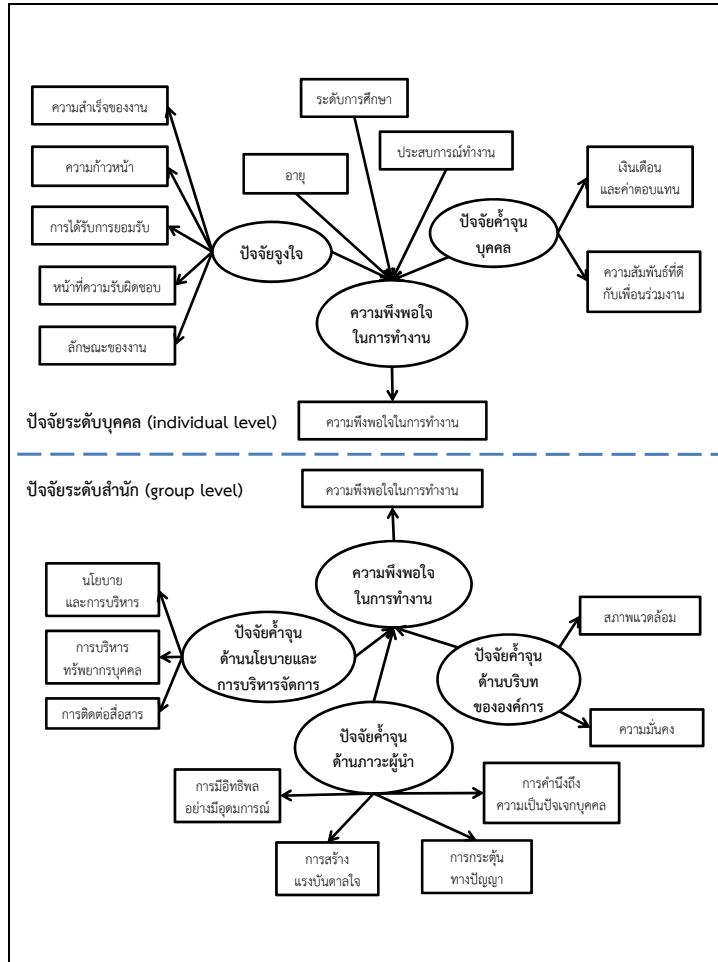 ระดับการศึกษา
ความสำเร็จของงาน
ประสบการณ์ทำงาน
ความก้าวหน้า
อายุ
เงินเดือน
และค่าตอบแทน
การได้รับการยอมรับ
ปัจจัยจูงใจ
ปัจจัยค้ำจุน
บุคคล
หน้าที่ความรับผิดชอบ
ความสัมพันธ์ที่ดี
กับเพื่อนร่วมงาน
ความพึงพอใจ
ในการทำงาน
ลักษณะของงาน
ปัจจัยระดับบุคคล (individual level)
ความพึงพอใจในการทำงาน
ปัจจัยระดับสำนัก (group level)
ความพึงพอใจในการทำงาน
ความพึงพอใจ
ในการทำงาน
นโยบาย
และการบริหาร
สภาพแวดล้อม
การบริหาร
ทรัพยากรบุคคล
ปัจจัยค้ำจุน
ด้านนโยบายและ
การบริหารจัดการ
ปัจจัยค้ำจุน
ด้านบริบท
ขององค์การ
การติดต่อสื่อสาร
ความมั่นคง
ปัจจัยค้ำจุน
ด้านภาวะผู้นำ
การมีอิทธิพล
อย่างมีอุดมการณ์
การคำนึงถึง
ความเป็นปัจเจกบุคคล
การสร้าง
แรงบันดาลใจ
การกระตุ้น
ทางปัญญา